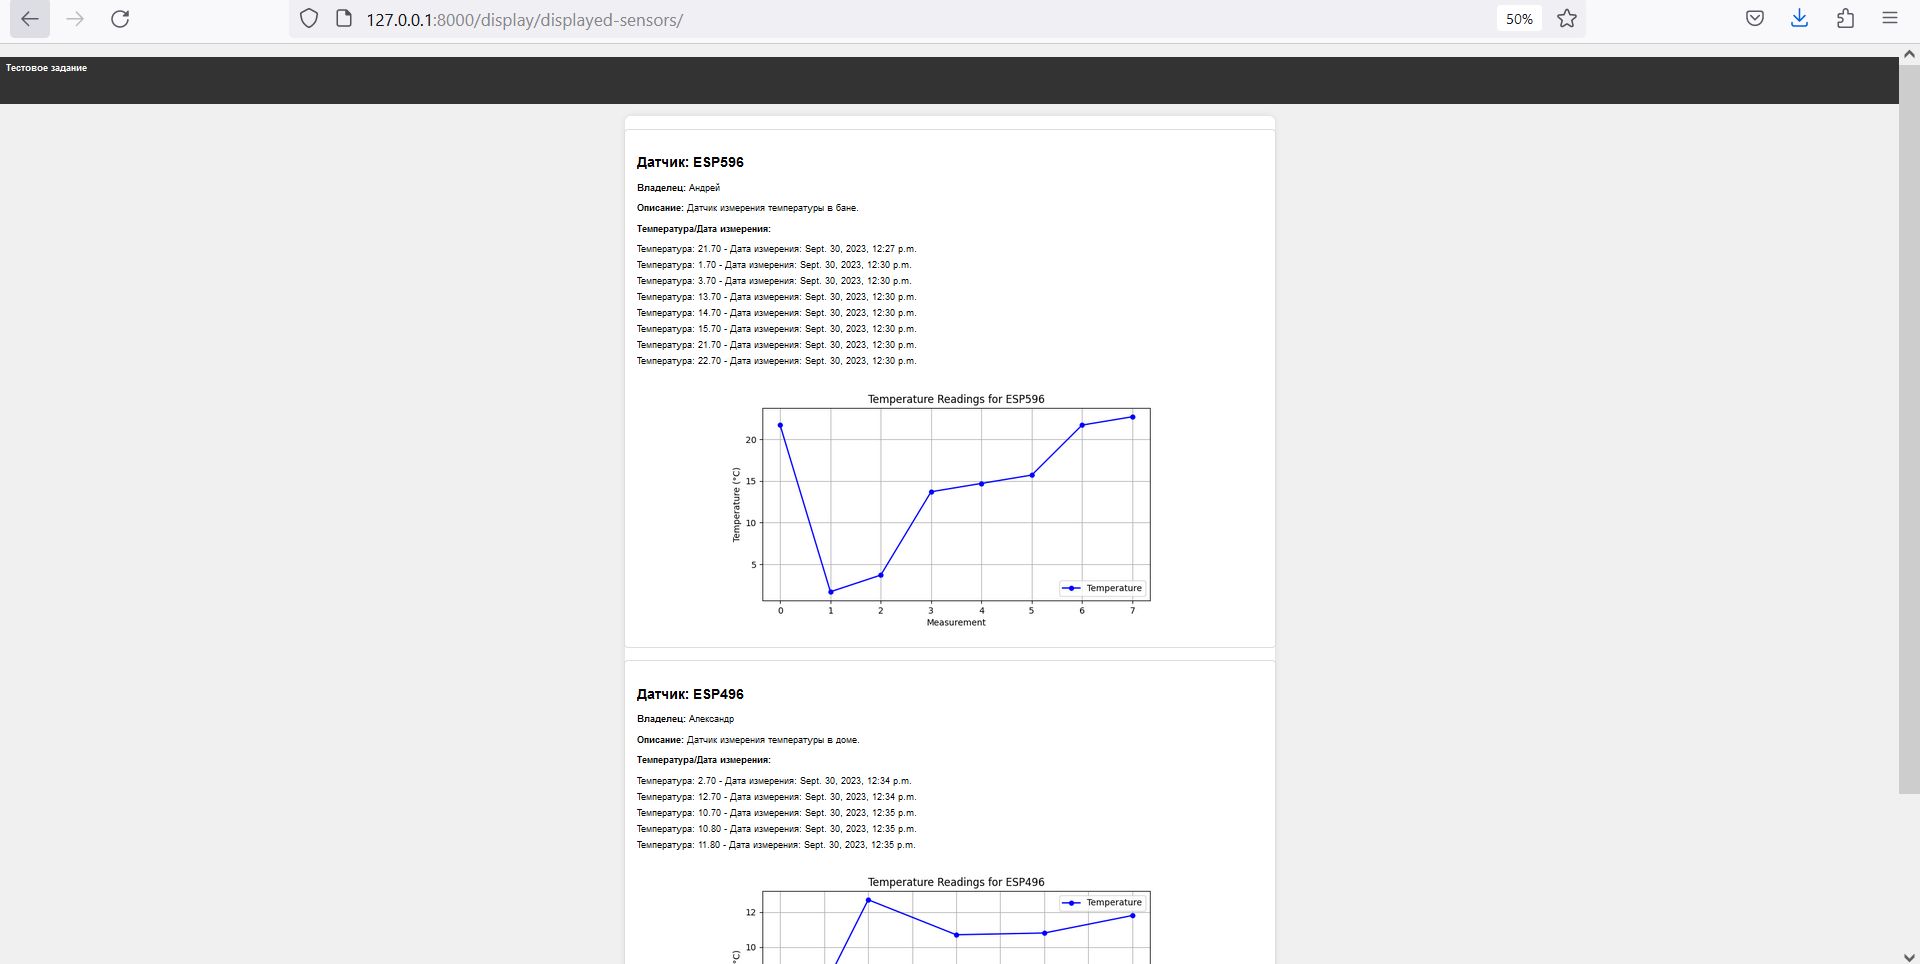 127.0.0.1:8000/display/displayed-sensors/
50%
Тестовое задание
Датчик: ESP596
Владелец: Андрей
Описание: Датчик измерения температуры в бане.
Температура/Дата измерения:
Температура: 21.70 - Дата измерения: Sept. 30, 2023, 12:27 p.m.
Температура: 1.70 - Дата измерения: Sept. 30, 2023, 12:30 p.m.
Температура: 3.70 - Дата измерения: Sept. 30, 2023, 12:30 p.m.
Температура: 13.70 - Дата измерения: Sept. 30, 2023, 12:30 p.m.
Температура: 14.70 - Дата измерения: Sept. 30, 2023, 12:30 p.m.
Температура: 15.70 - Дата измерения: Sept. 30, 2023, 12:30 p.m.
Температура: 21.70 - Дата измерения: Sept. 30, 2023, 12:30 p.m.
Температура: 22.70 - Дата измерения: Sept. 30, 2023, 12:30 p.m.
Temperature Readings for ESP596
Temperature (°C)
20
15
10
5
Temperature
0 1 2 3 4 5 6 7
Measurement
Датчик: ESP496
Владелец: Александр
Описание: Датчик измерения температуры в доме.
Температура/Дата измерения:
Температура: 2.70 - Дата измерения: Sept. 30, 2023, 12:34 p.m.
Температура: 12.70 - Дата измерения: Sept. 30, 2023, 12:34 p.m.
Температура: 10.70 - Дата измерения: Sept. 30, 2023, 12:35 p.m.
Температура: 10.80 - Дата измерения: Sept. 30, 2023, 12:35 p.m.
Температура: 11.80 - Дата измерения: Sept. 30, 2023, 12:35 p.m.
Temperature Readings for ESP496
Temperature
12
10
°C)